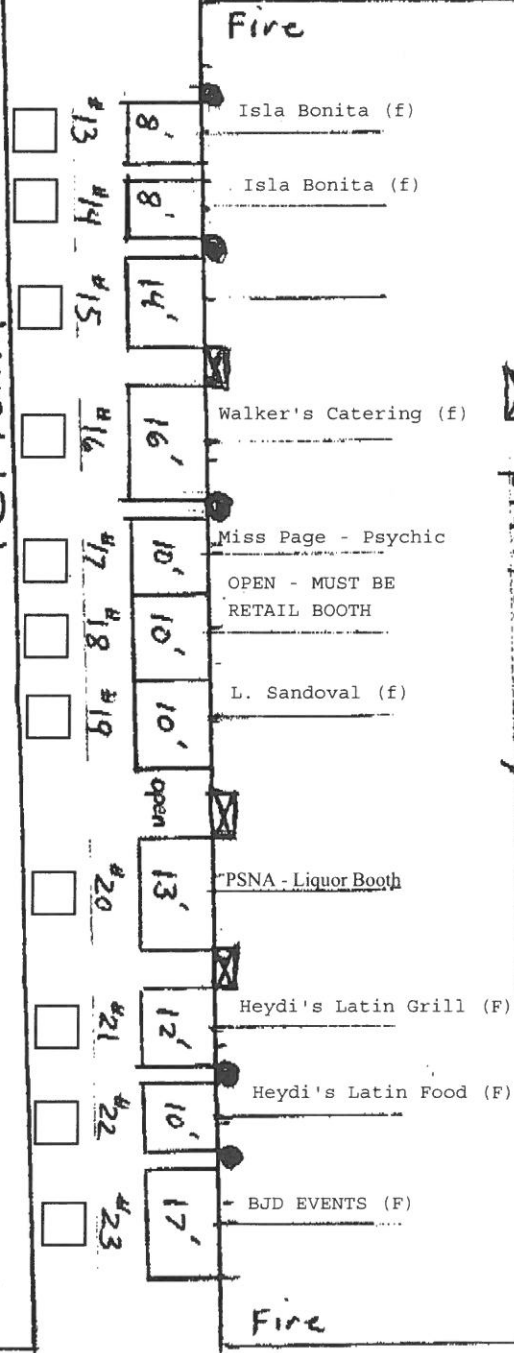 Fire
#13 8' Isla Bonita (f)
#14 8' Isla Bonita (f)
#15 14'
#16 16' Walker's Catering (f)
#17 10' Miss Page - Psychic
OPEN - MUST BE
#18 10' RETAIL BOOTH
#19 10' L. Sandoval (f)
open
#20 13' PSNA - Liquor Booth
#21 12' Heydi's Latin Grill (F)
#22 10' Heydi's Latin Food (F)
#23 17' BJD EVENTS (F)
Fire